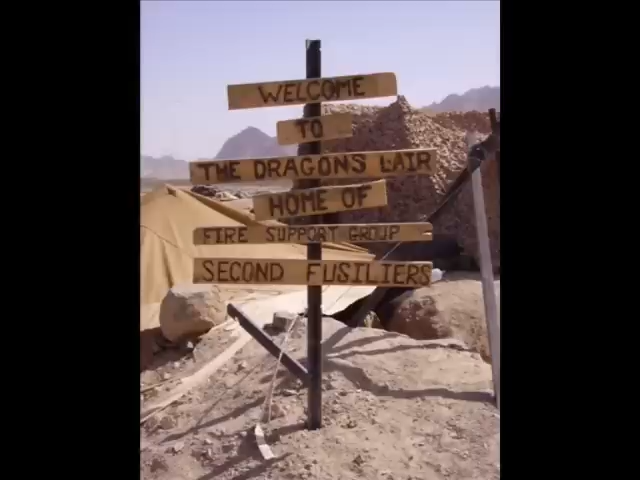 WELCOME
TO
THE DRAGONS LAIR
HOME OF
FIRE SUPPORT GROUP
SECOND FUSILIERS